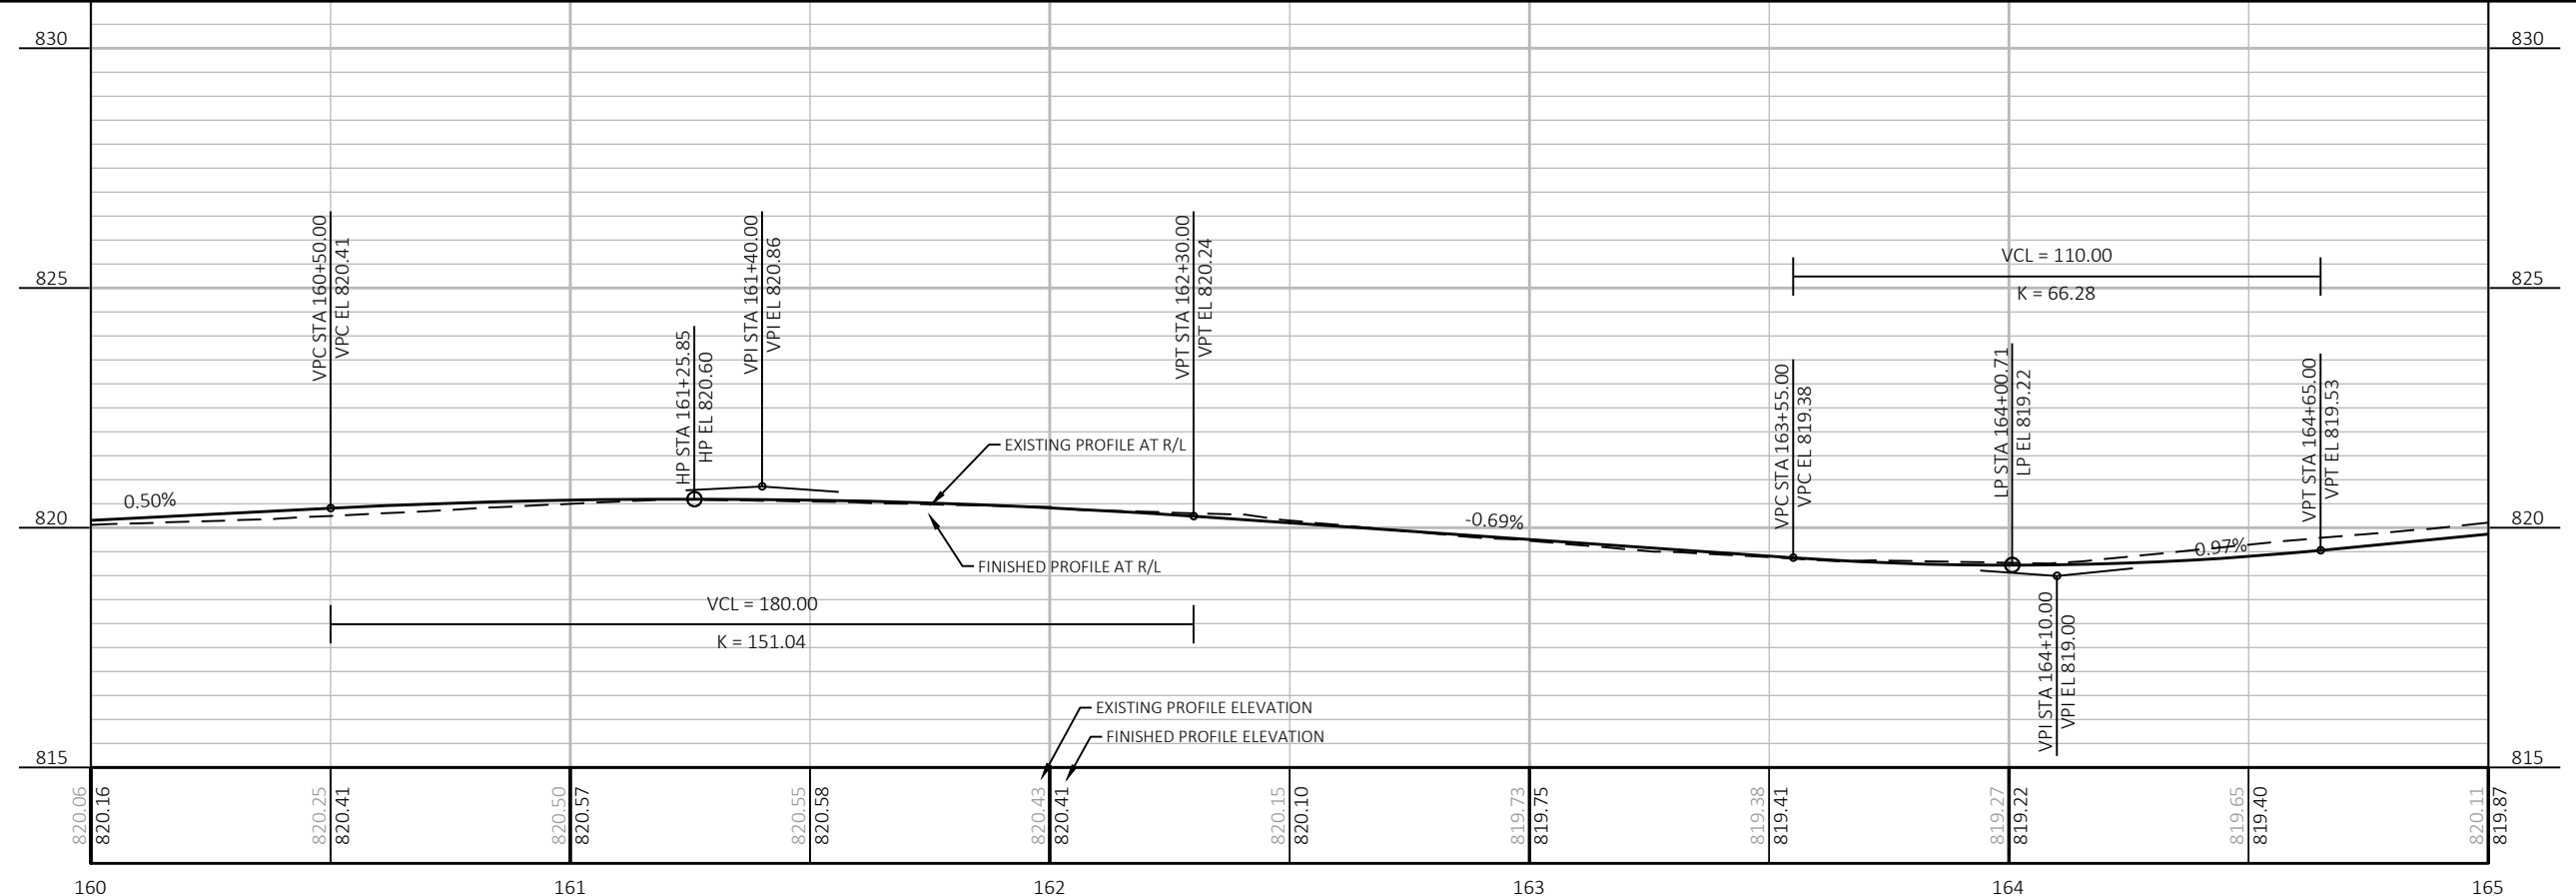 830
830
825
825
820
820
815
815
0.50%
VPC STA 160+50.00
VPC EL 820.41
HP STA 161+25.85
HP EL 820.60
VPI STA 161+40.00
VPI EL 820.86
VPT STA 162+30.00
VPT EL 820.24
EXISTING PROFILE AT R/L
FINISHED PROFILE AT R/L
VCL = 180.00
K = 151.04
-0.69%
VCL = 110.00
K = 66.28
VPC STA 163+55.00
VPC EL 819.38
LP STA 164+00.71
LP EL 819.22
VPI STA 164+10.00
VPI EL 819.00
0.97%
VPT STA 164+65.00
VPT EL 819.53
EXISTING PROFILE ELEVATION
FINISHED PROFILE ELEVATION
820.06
820.16
820.25
820.41
820.50
820.57
820.55
820.58
820.43
820.41
820.15
820.10
819.73
819.75
819.38
819.41
819.27
819.22
819.65
819.40
820.11
819.87
160
161
162
163
164
165